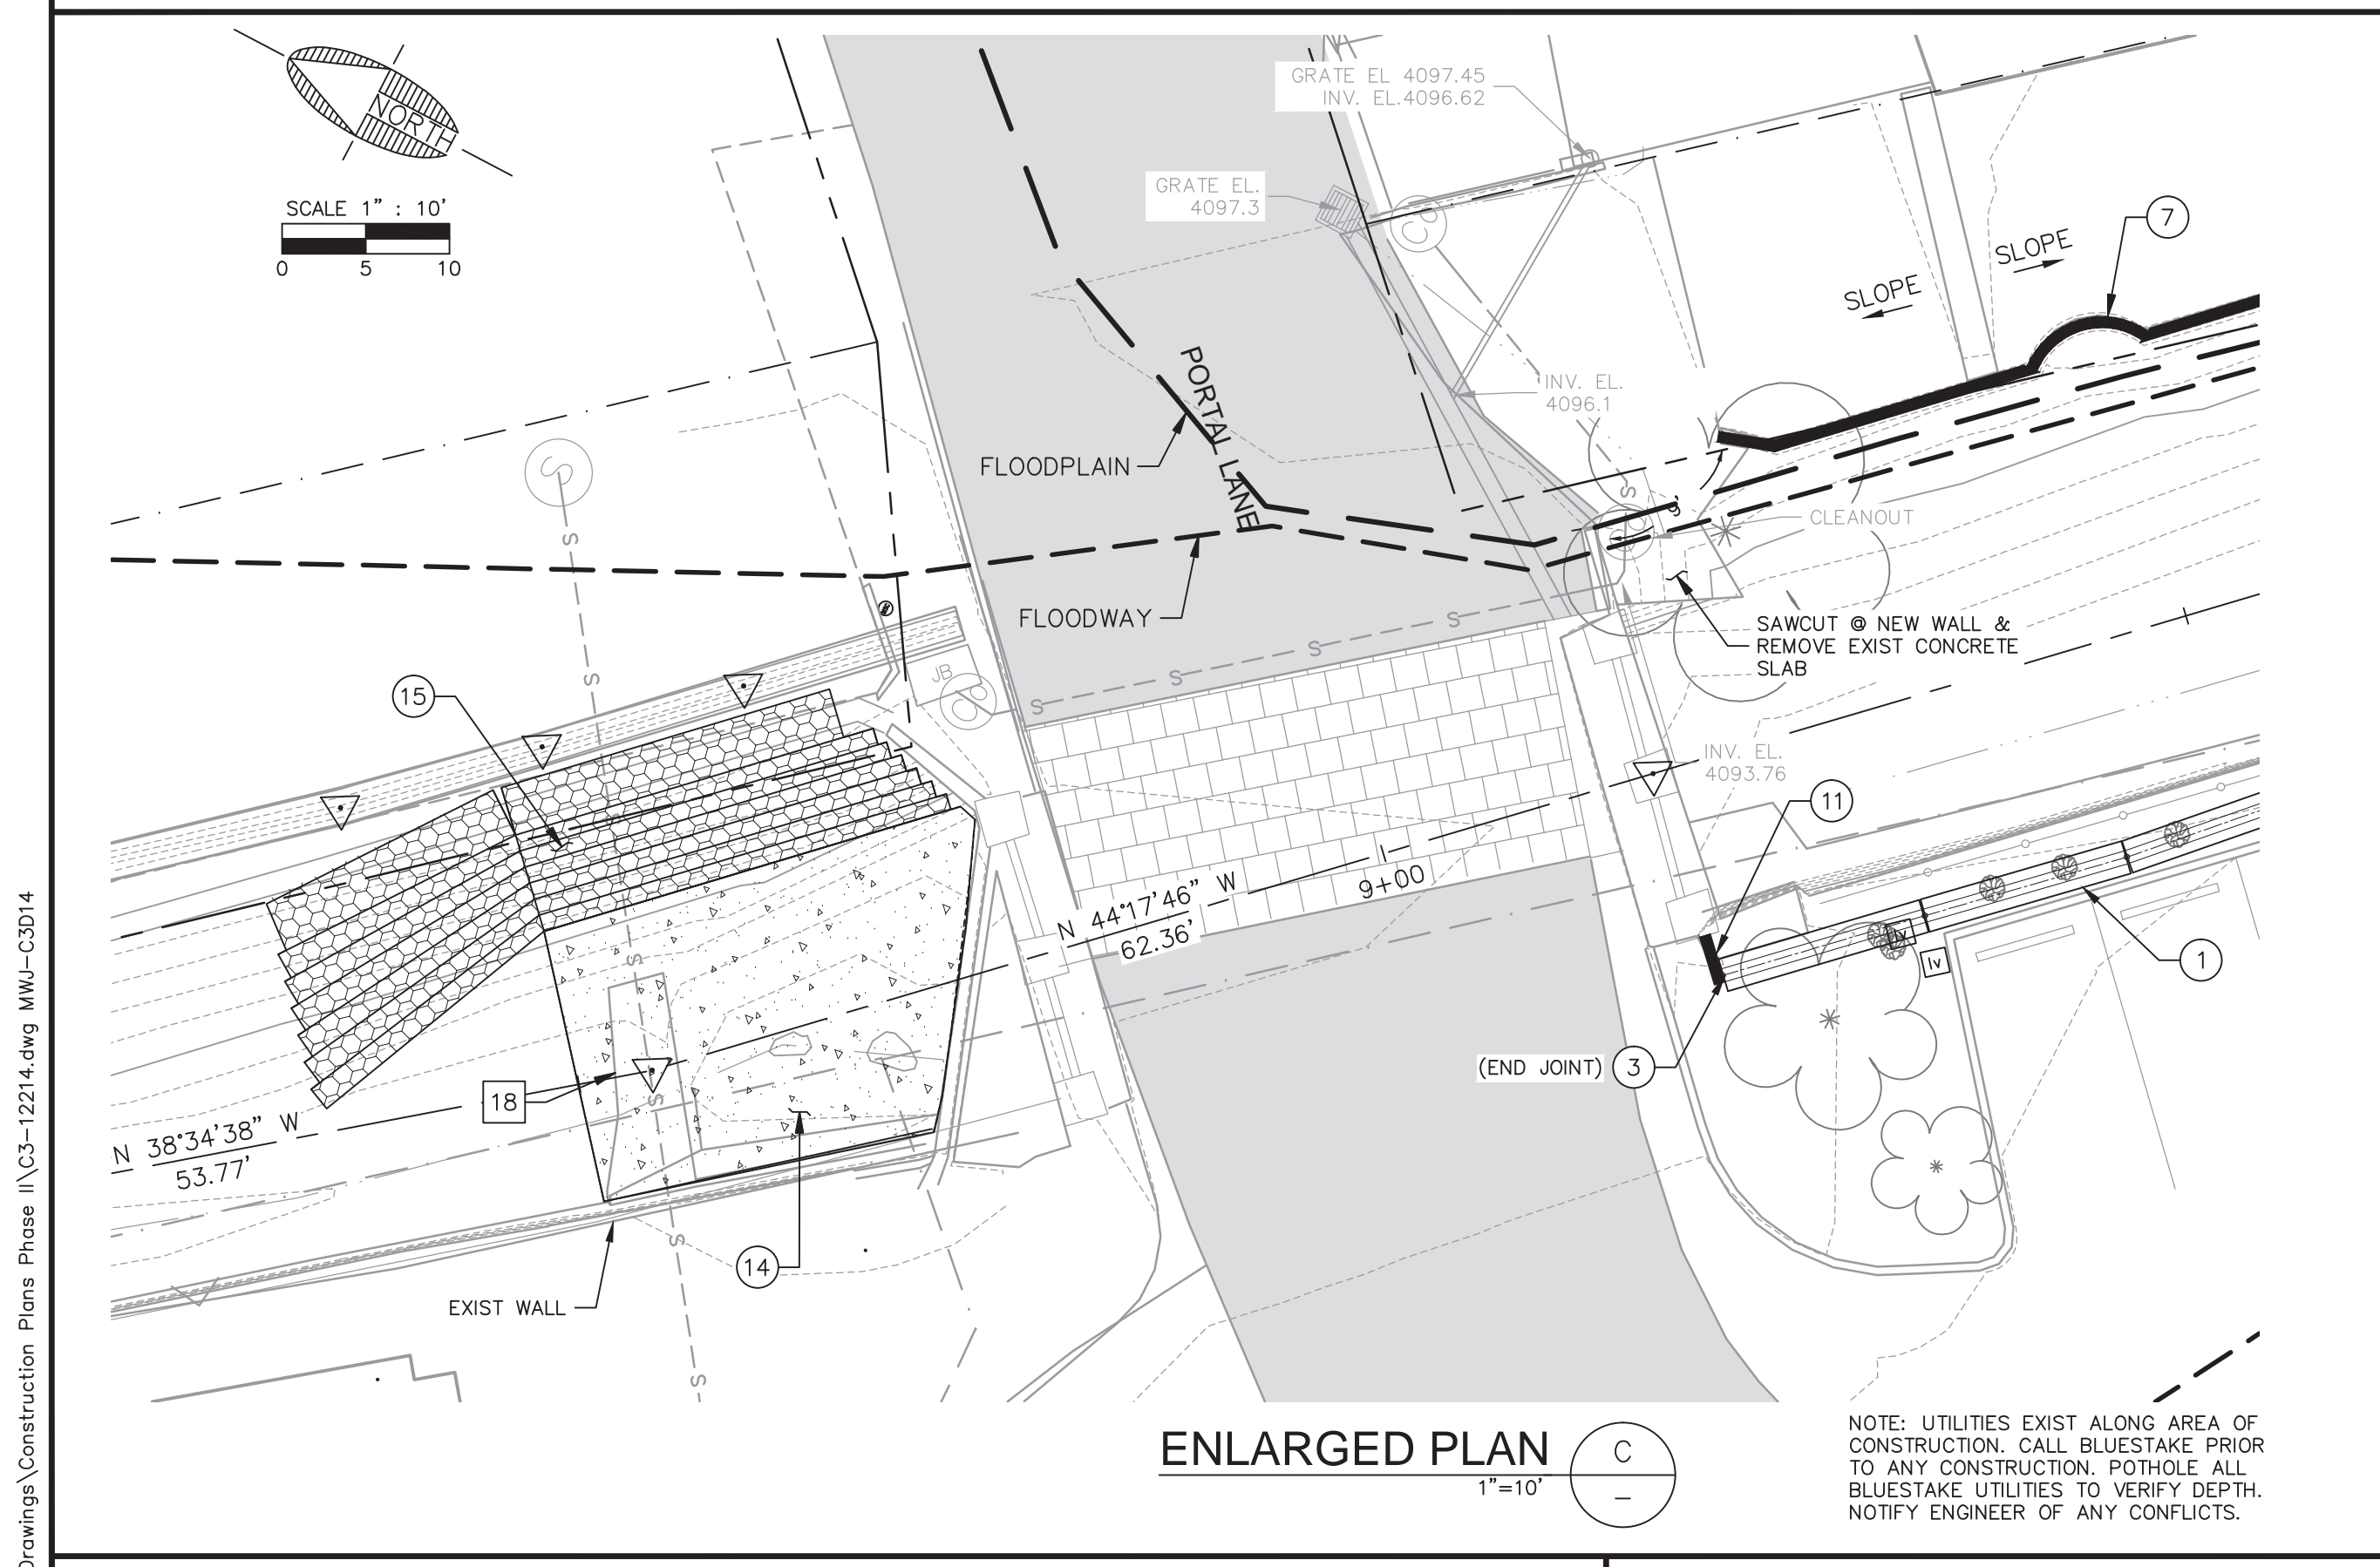 NORTH
SCALE 1” : 10’
0 5 10
GRATE EL 4097.45
INV. EL.4096.62
GRATE EL.
4097.3
CO
7
SLOPE
SLOPE
INV. EL.
4096.1
PORTAL LANE
FLOODPLAIN
S
S
S
9’
CO
CLEANOUT
FLOODWAY
SAWCUT @ NEW WALL &
REMOVE EXIST CONCRETE
SLAB
S
S
S
S
S
JB
CO
15
INV. EL.
4093.76
11
N 44°17’46” W
62.36’
9+00
1
Iv
Iv
S
(END JOINT)
3
18
S
N 38°34’38” W
53.77’
14
S
EXIST WALL
S
ENLARGED PLAN
1”=10’
C
–
NOTE: UTILITIES EXIST ALONG AREA OF
CONSTRUCTION. CALL BLUESTAKE PRIOR
TO ANY CONSTRUCTION. POTHOLE ALL
BLUESTAKE UTILITIES TO VERIFY DEPTH.
NOTIFY ENGINEER OF ANY CONFLICTS.
Drawings\Construction Plans Phase II\C3-12214.dwg MWJ-C3D14